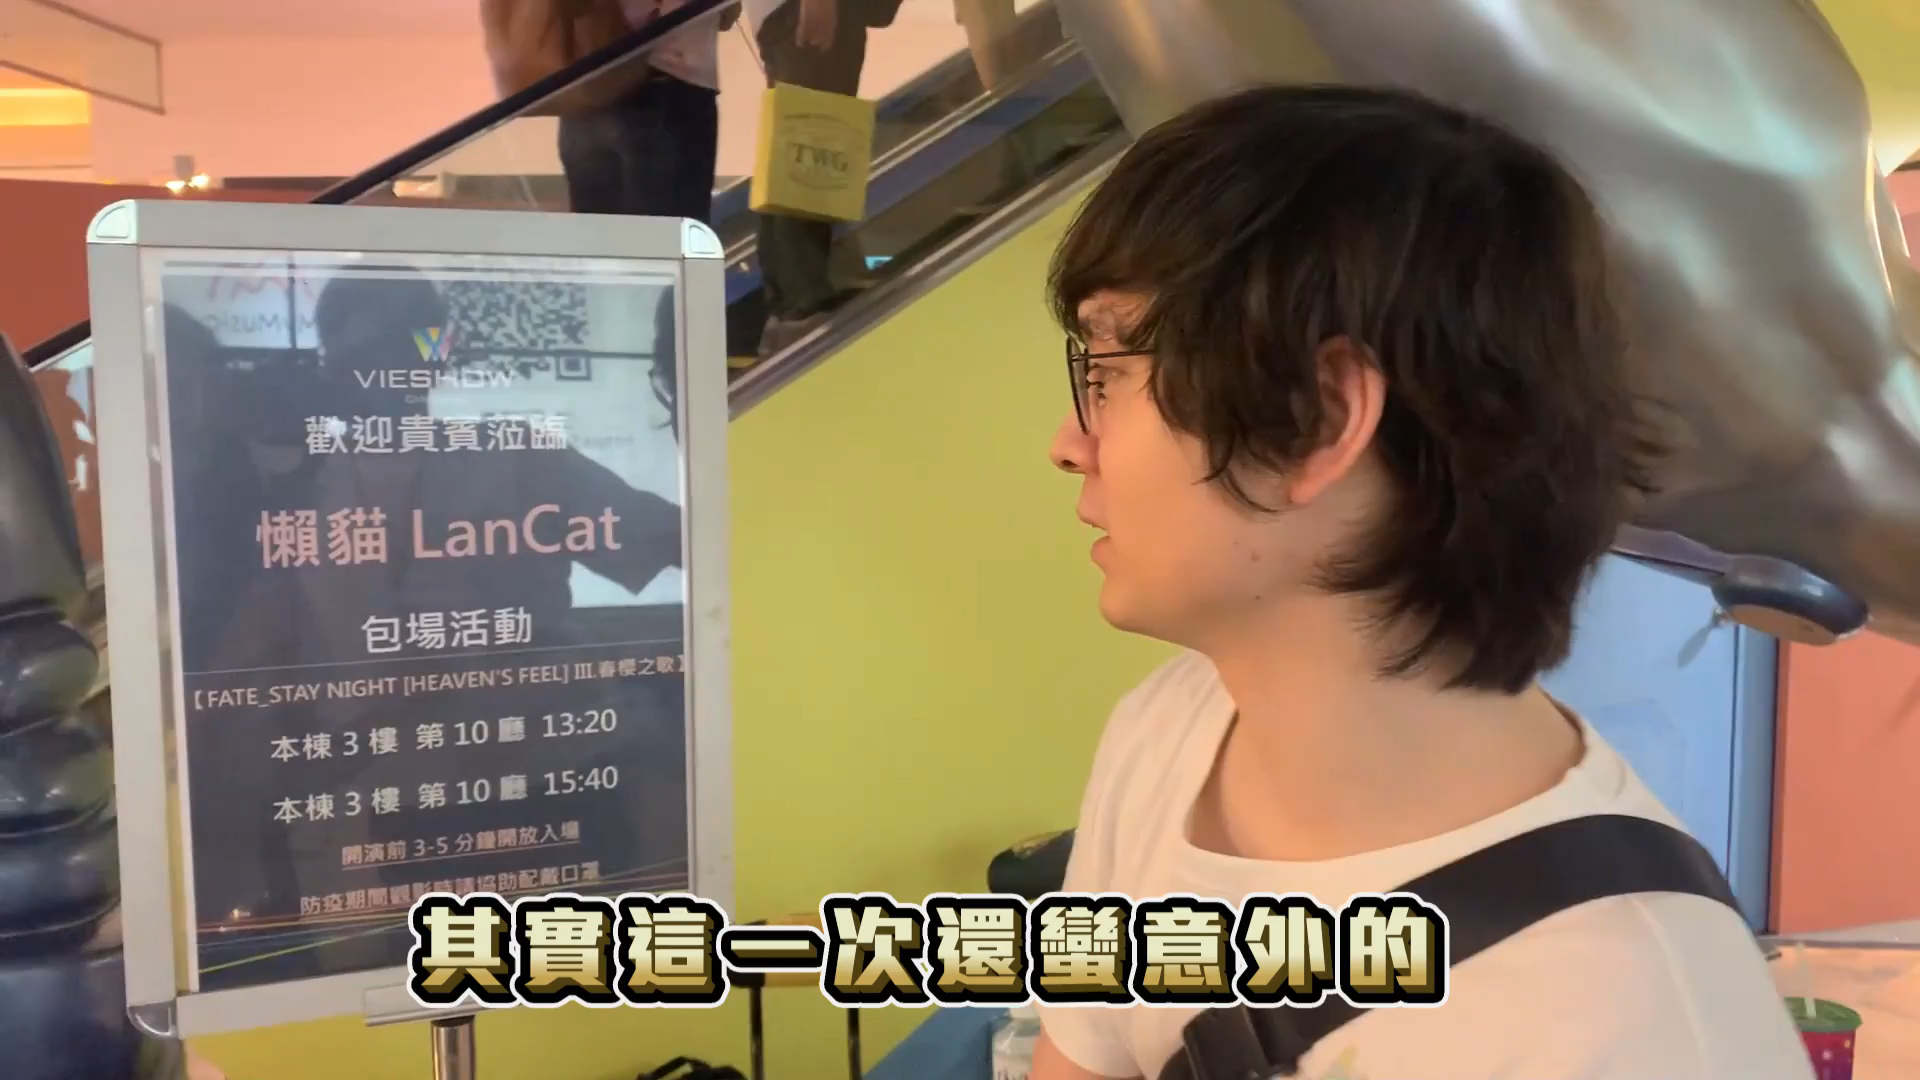 TWG
VIESHOW
歡迎貴賓蒞臨
懶貓 LanCat
包場活動
【FATE_STAY NIGHT [HEAVEN'S FEEL] III.春櫻之歌】
本棟 3 樓 第 10 廳 13:20
本棟 3 樓 第 10 廳 15:40
開演前 3-5 分鐘開放入場
防疫期間觀影時請協助配戴口罩
其實這一次還蠻意外的